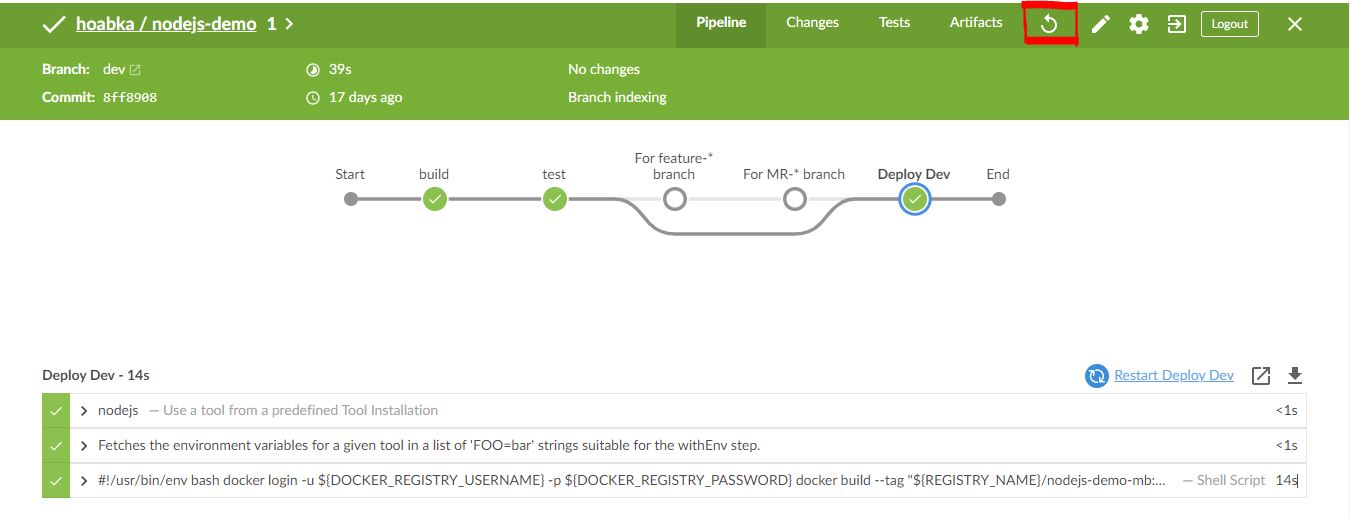 hoabka / nodejs-demo 1 Pipeline Changes Tests Artifacts Logout
Branch: dev 39s No changes
Commit: 8ff8908 17 days ago Branch indexing
Start build test For feature-* branch For MR-* branch Deploy Dev End
Deploy Dev - 14s Restart Deploy Dev
nodejs — Use a tool from a predefined Tool Installation <1s
Fetches the environment variables for a given tool in a list of 'FOO=bar' strings suitable for the withEnv step. <1s
#!/usr/bin/env bash docker login -u ${DOCKER_REGISTRY_USERNAME} -p ${DOCKER_REGISTRY_PASSWORD} docker build --tag "${REGISTRY_NAME}/nodejs-demo-mb:... — Shell Script 14s